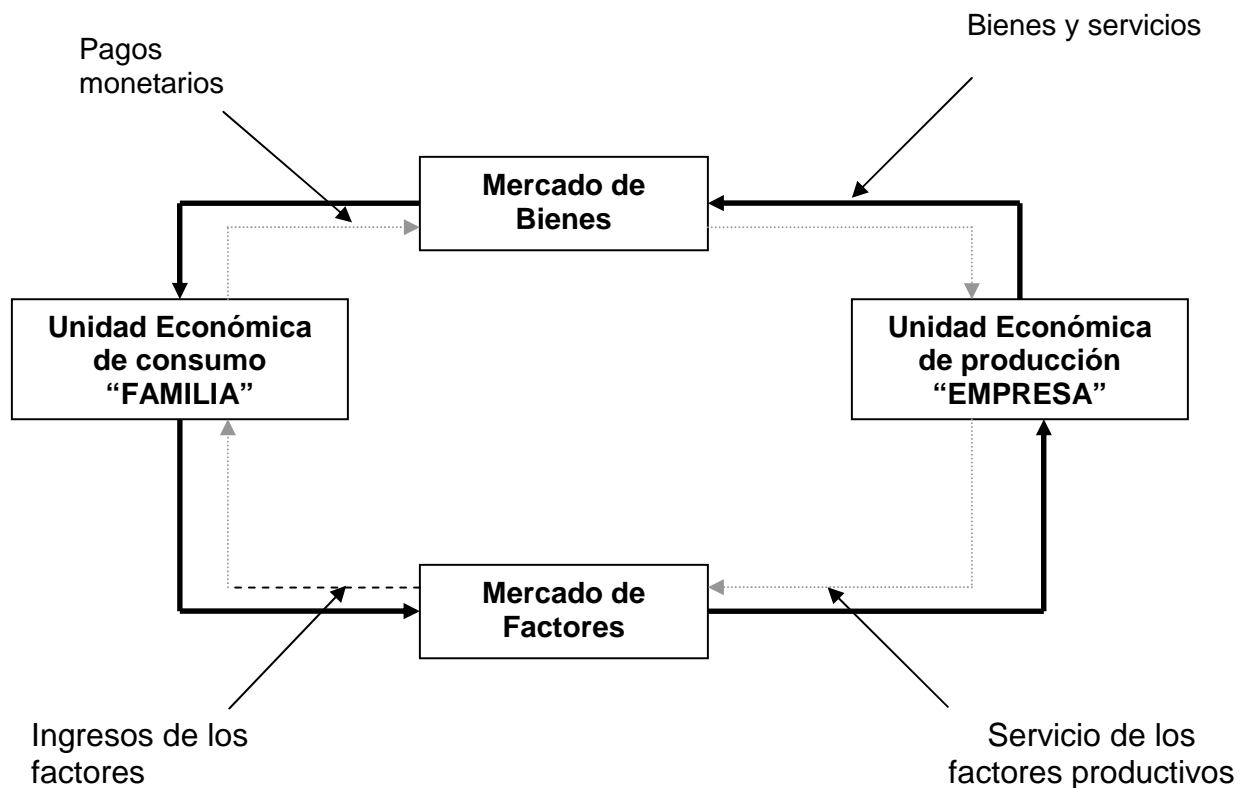 Bienes y servicios
Pagos
monetarios
Mercado de
Bienes
Unidad Económica
de consumo
“FAMILIA”
Unidad Económica
de producción
“EMPRESA”
Mercado de
Factores
Ingresos de los
factores
Servicio de los
factores productivos